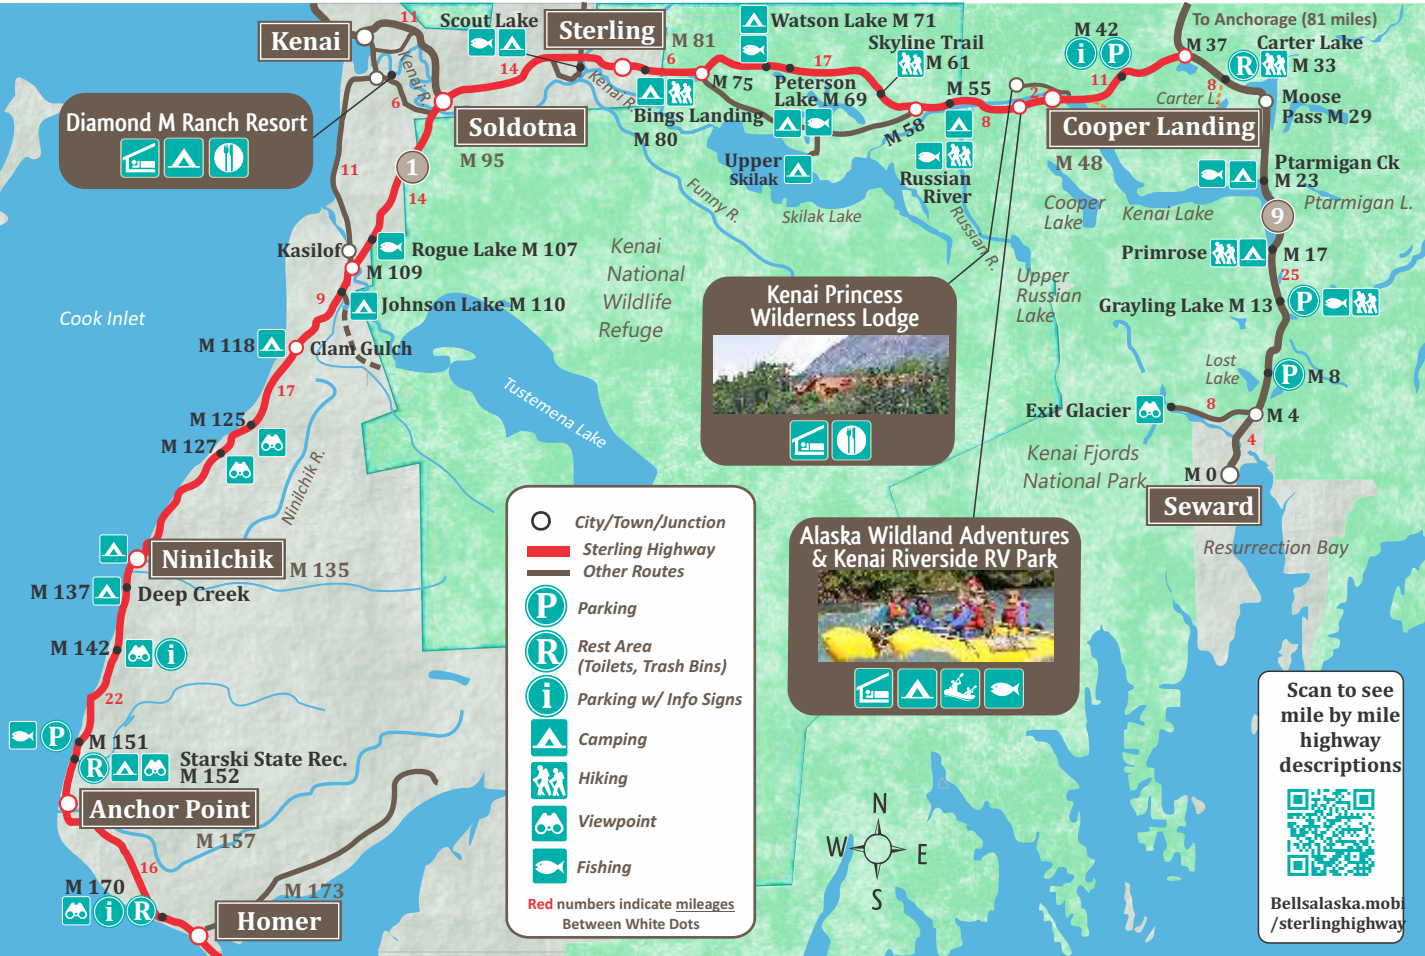 To Anchorage (81 miles)
11
Scout Lake
Sterling
M 81
Watson Lake M 71
M 42
M 37
Carter Lake
M 33
Kenai
Skyline Trail
M 61
14
6
17
11
8
Kenai R.
Kenai R.
M 75
Peterson
Lake M 69
M 55
2
Carter L.
Moose
Pass M 29
6
Soldotna
Bings Landing
M 80
M 58
8
Cooper Landing
Diamond M Ranch Resort
M 95
M 48
1
Upper
Skilak
Russian
River
Ptarmigan Ck
M 23
11
14
Funny R.
Skilak Lake
Russian R.
Cooper
Lake
Kenai Lake
Ptarmigan L.
9
Kasilof
Rogue Lake M 107
M 109
Kenai
National
Wildlife
Refuge
Primrose
M 17
25
9
Johnson Lake M 110
Kenai Princess
Wilderness Lodge
Upper
Russian
Lake
Grayling Lake M 13
Cook Inlet
M 118
Clam Gulch
Lost
Lake
M 8
17
Tustemena Lake
Exit Glacier
8
M 4
M 125
M 127
Kenai Fjords
National Park
4
M 0
Ninilchik R.
Seward
Resurrection Bay
Ninilchik
M 135
M 137
Deep Creek
M 142
i
22
P
M 151
R
Starski State Rec.
M 152
Anchor Point
M 157
16
M 170
i
R
M 173
Homer
City/Town/Junction
Sterling Highway
Other Routes
P
Parking
R
Rest Area
(Toilets, Trash Bins)
i
Parking w/ Info Signs
Camping
Hiking
Viewpoint
Fishing
Red numbers indicate mileages
Between White Dots
Alaska Wildland Adventures
& Kenai Riverside RV Park
N
W
E
S
i
P
R
P
P
Scan to see
mile by mile
highway
descriptions
Bellsalaska.mobi
/sterlinghighway